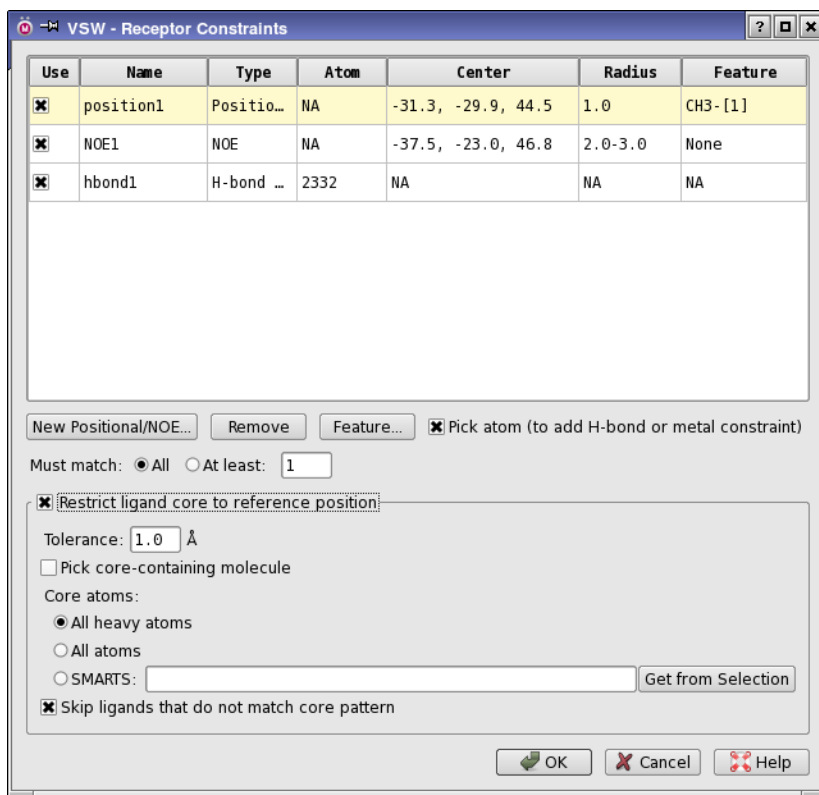 VSW - Receptor Constraints
Use Name Type Atom Center Radius Feature
position1 Positio... NA -31.3, -29.9, 44.5 1.0 CH3-[1]
NOE1 NOE NA -37.5, -23.0, 46.8 2.0-3.0 None
hbond1 H-bond ... 2332 NA NA NA
New Positional/NOE... Remove Feature... Pick atom (to add H-bond or metal constraint)
Must match: All At least: 1
Restrict ligand core to reference position
Tolerance: 1.0 Å
Pick core-containing molecule
Core atoms:
All heavy atoms
All atoms
SMARTS: Get from Selection
Skip ligands that do not match core pattern
OK Cancel Help